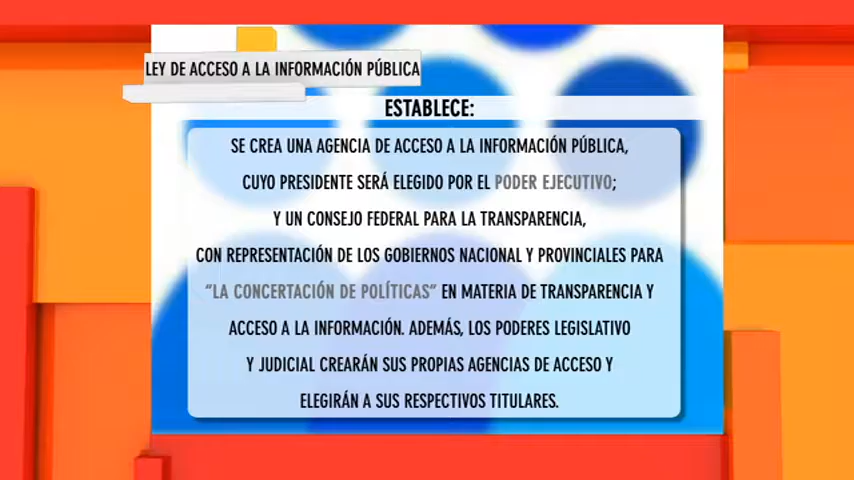 LEY DE ACCESO A LA INFORMACIÓN PÚBLICA
ESTABLECE:
SE CREA UNA AGENCIA DE ACCESO A LA INFORMACIÓN PÚBLICA,
CUYO PRESIDENTE SERÁ ELEGIDO POR EL PODER EJECUTIVO;
Y UN CONSEJO FEDERAL PARA LA TRANSPARENCIA,
CON REPRESENTACIÓN DE LOS GOBIERNOS NACIONAL Y PROVINCIALES PARA
“LA CONCERTACIÓN DE POLÍTICAS” EN MATERIA DE TRANSPARENCIA Y
ACCESO A LA INFORMACIÓN. ADEMÁS, LOS PODERES LEGISLATIVO
Y JUDICIAL CREARÁN SUS PROPIAS AGENCIAS DE ACCESO Y
ELEGIRÁN A SUS RESPECTIVOS TITULARES.